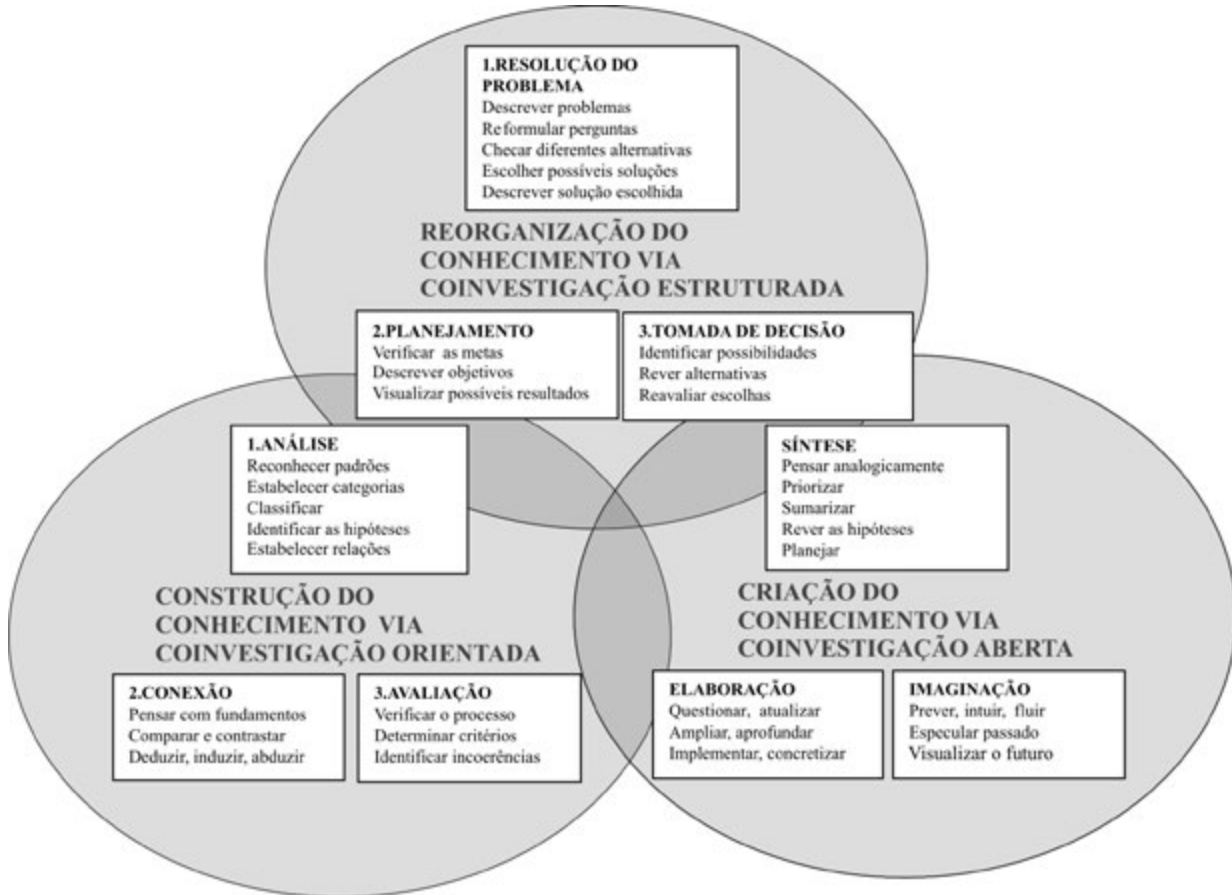 1.RESOLUÇÃO DO
PROBLEMA
Descrever problemas
Reformular perguntas
Checar diferentes alternativas
Escolher possíveis soluções
Descrever solução escolhida
REORGANIZAÇÃO DO
CONHECIMENTO VIA
COINVESTIGAÇÃO ESTRUTURADA
2.PLANEJAMENTO
Verificar as metas
Descrever objetivos
Visualizar possíveis resultados
3.TOMADA DE DECISÃO
Identificar possibilidades
Rever alternativas
Reavaliar escolhas
1.ANÁLISE
Reconhecer padrões
Estabelecer categorias
Classificar
Identificar as hipóteses
Estabelecer relações
SÍNTESE
Pensar analogicamente
Priorizar
Sumarizar
Rever as hipóteses
Planejar
CONSTRUÇÃO DO
CONHECIMENTO VIA
COINVESTIGAÇÃO ORIENTADA
CRIAÇÃO DO
CONHECIMENTO VIA
COINVESTIGAÇÃO ABERTA
2.CONEXÃO
Pensar com fundamentos
Comparar e contrastar
Deduzir, induzir, abduzir
3.AVALIAÇÃO
Verificar o processo
Determinar critérios
Identificar incoerências
ELABORAÇÃO
Questionar, atualizar
Ampliar, aprofundar
Implementar, concretizar
IMAGINAÇÃO
Prever, intuir, fluir
Especular passado
Visualizar o futuro